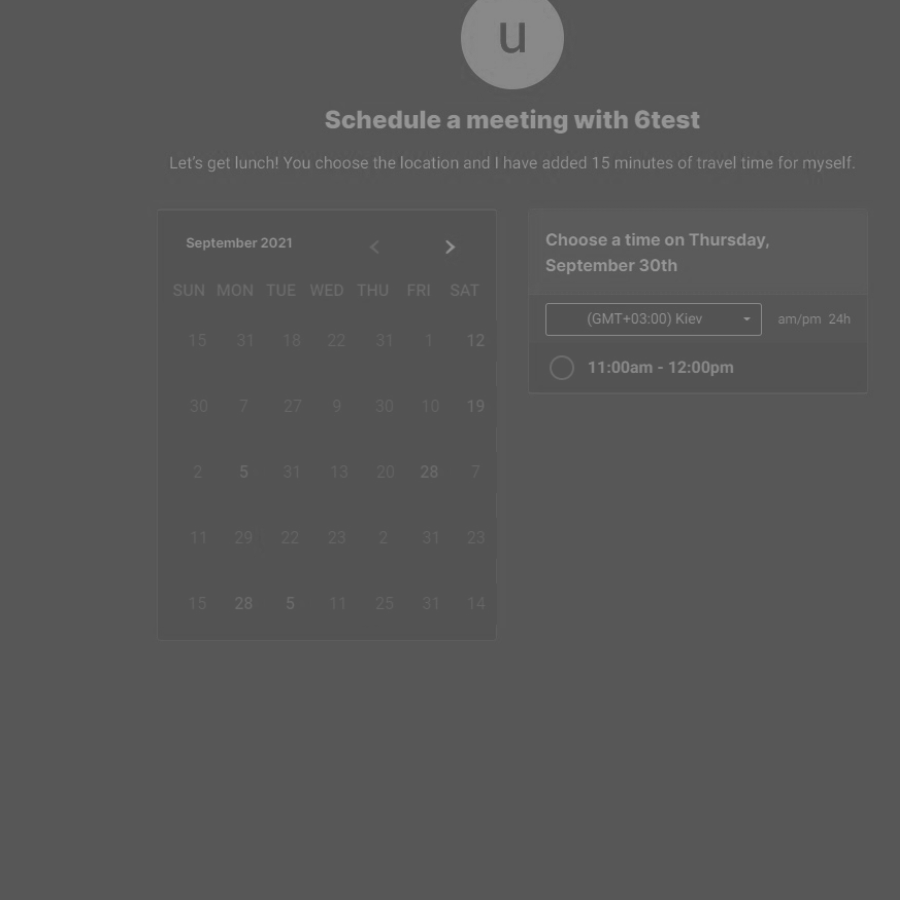 u
Schedule a meeting with 6test
Let's get lunch! You choose the location and I have added 15 minutes of travel time for myself.
September 2021
SUN MON TUE WED THU FRI SAT
15 31 18 22 31 1 12
30 7 27 9 30 10 19
2 5 31 13 20 28 7
11 29 22 23 2 31 23
15 28 5 11 25 31 14
Choose a time on Thursday,
September 30th
(GMT+03:00) Kiev am/pm 24h
11:00am - 12:00pm